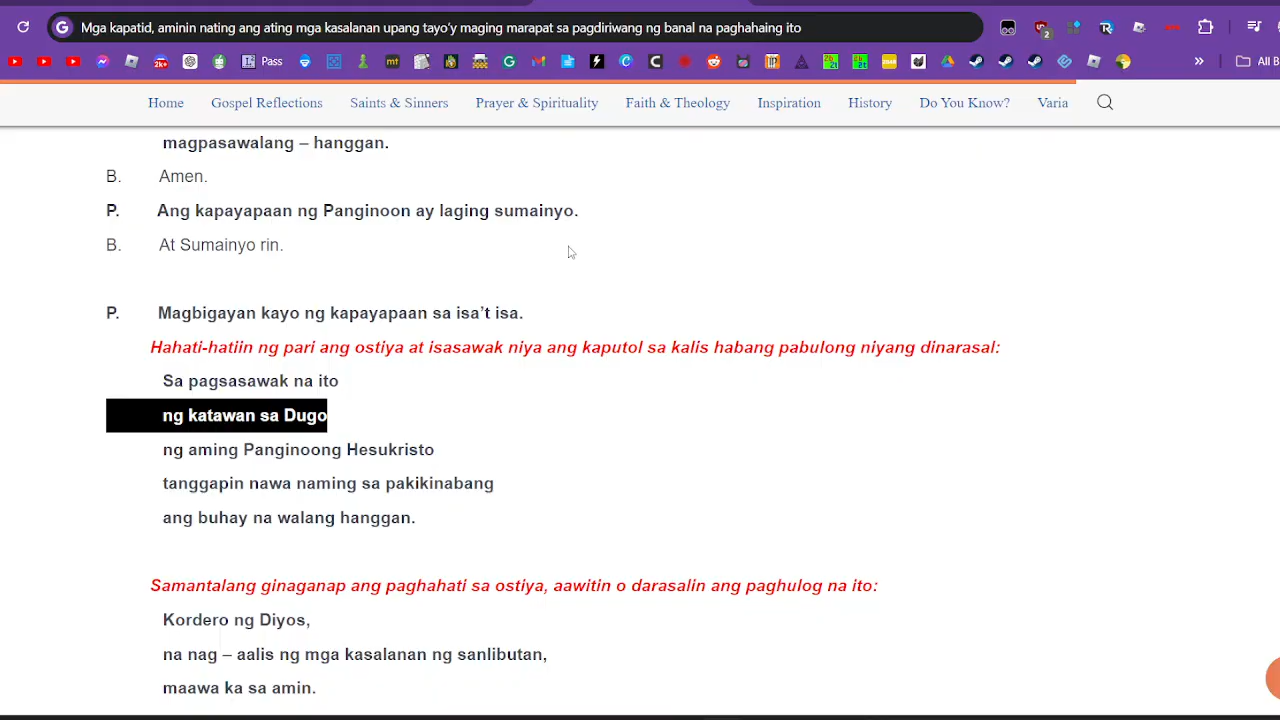 Mga kapatid, aminin nating ang ating mga kasalanan upang tayo'y maging marapat sa pagdiriwang ng banal na paghahaing ito
Pass
All B
Home Gospel Reflections Saints & Sinners Prayer & Spirituality Faith & Theology Inspiration History Do You Know? Varia
magpasawalang – hanggan.
B. Amen.
P. Ang kapayapaan ng Panginoon ay laging sumainyo.
B. At Sumainyo rin.
P. Magbigayan kayo ng kapayapaan sa isa't isa.
Hahati-hatiin ng pari ang ostiya at isasawak niya ang kaputol sa kalis habang pabulong niyang dinarasal:
Sa pagsasawak na ito
ng katawan sa Dugo
ng aming Panginoong Hesukristo
tanggapin nawa naming sa pakikinabang
ang buhay na walang hanggan.
Samantalang ginaganap ang paghahati sa ostiya, aawitin o darasalin ang paghulog na ito:
Kordero ng Diyos,
na nag – aalis ng mga kasalanan ng sanlibutan,
maawa ka sa amin.